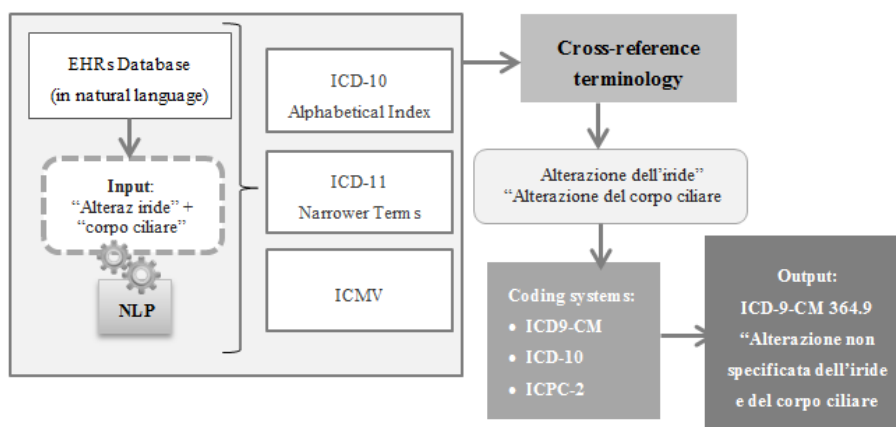 EHRs Database
(in natural language)
Input:
“Alteraz iride” +
“corpo ciliare”
NLP
ICD-10
Alphabetical Index
ICD-11
Narrower Terms
ICMV
Cross-reference
terminology
Alterazione dell’iride”
“Alterazione del corpo ciliare
Coding systems:
• ICD9-CM
• ICD-10
• ICPC-2
Output:
ICD-9-CM 364.9
“Alterazione non
specificata dell’iride
e del corpo ciliare